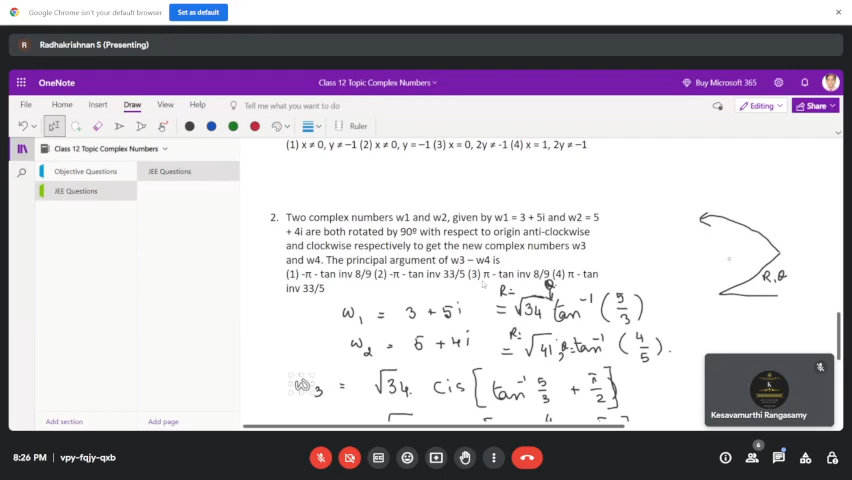 Google Chrome isn't your default browser Set as default
R Radhakrishnan S (Presenting)
OneNote Class 12 Topic Complex Numbers Buy Microsoft 365
File Home Insert Draw View Help Tell me what you want to do Editing Share
Ruler
Class 12 Topic Complex Numbers
Objective Questions JEE Questions
JEE Questions
(1) x ≠ 0, y ≠ −1 (2) x ≠ 0, y = −1 (3) x = 0, 2y ≠ -1 (4) x = 1, 2y ≠ −1
2. Two complex numbers w1 and w2, given by w1 = 3 + 5i and w2 = 5
+ 4i are both rotated by 90º with respect to origin anti-clockwise
and clockwise respectively to get the new complex numbers w3
and w4. The principal argument of w3 – w4 is
(1) -π - tan inv 8/9 (2) -π - tan inv 33/5 (3) π - tan inv 8/9 (4) π - tan
inv 33/5
R, θ
R= θ
w₁ = 3 + 5i = √34 tan⁻¹ (5/3)
R=
w₂ = 5 + 4i = √41, θ= tan⁻¹ (4/5).
w₃ = √34. cis [tan⁻¹ 5/3 + π/2]
K
Kesavamurthi Rangasamy
Add section Add page
8:26 PM vpy-fqjy-qxb
6